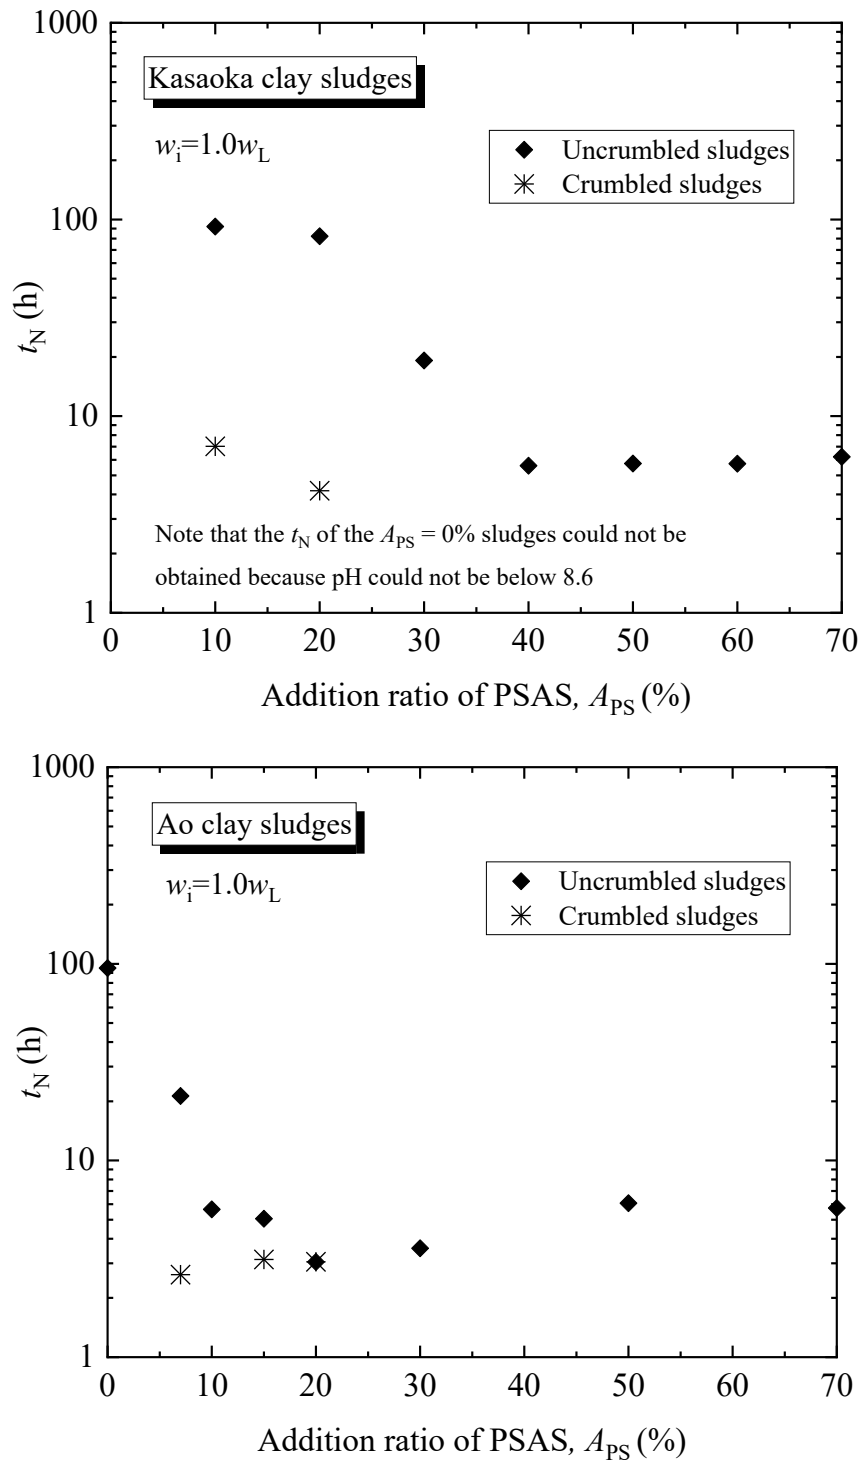 1000
Kasaoka clay sludges
wi=1.0wL
Uncrumbled sludges
Crumbled sludges
100
tN (h)
10
Note that the tN of the APS = 0% sludges could not be
obtained because pH could not be below 8.6
1
0 10 20 30 40 50 60 70
Addition ratio of PSAS, APS (%)
1000
Ao clay sludges
wi=1.0wL
Uncrumbled sludges
Crumbled sludges
100
tN (h)
10
1
0 10 20 30 40 50 60 70
Addition ratio of PSAS, APS (%)